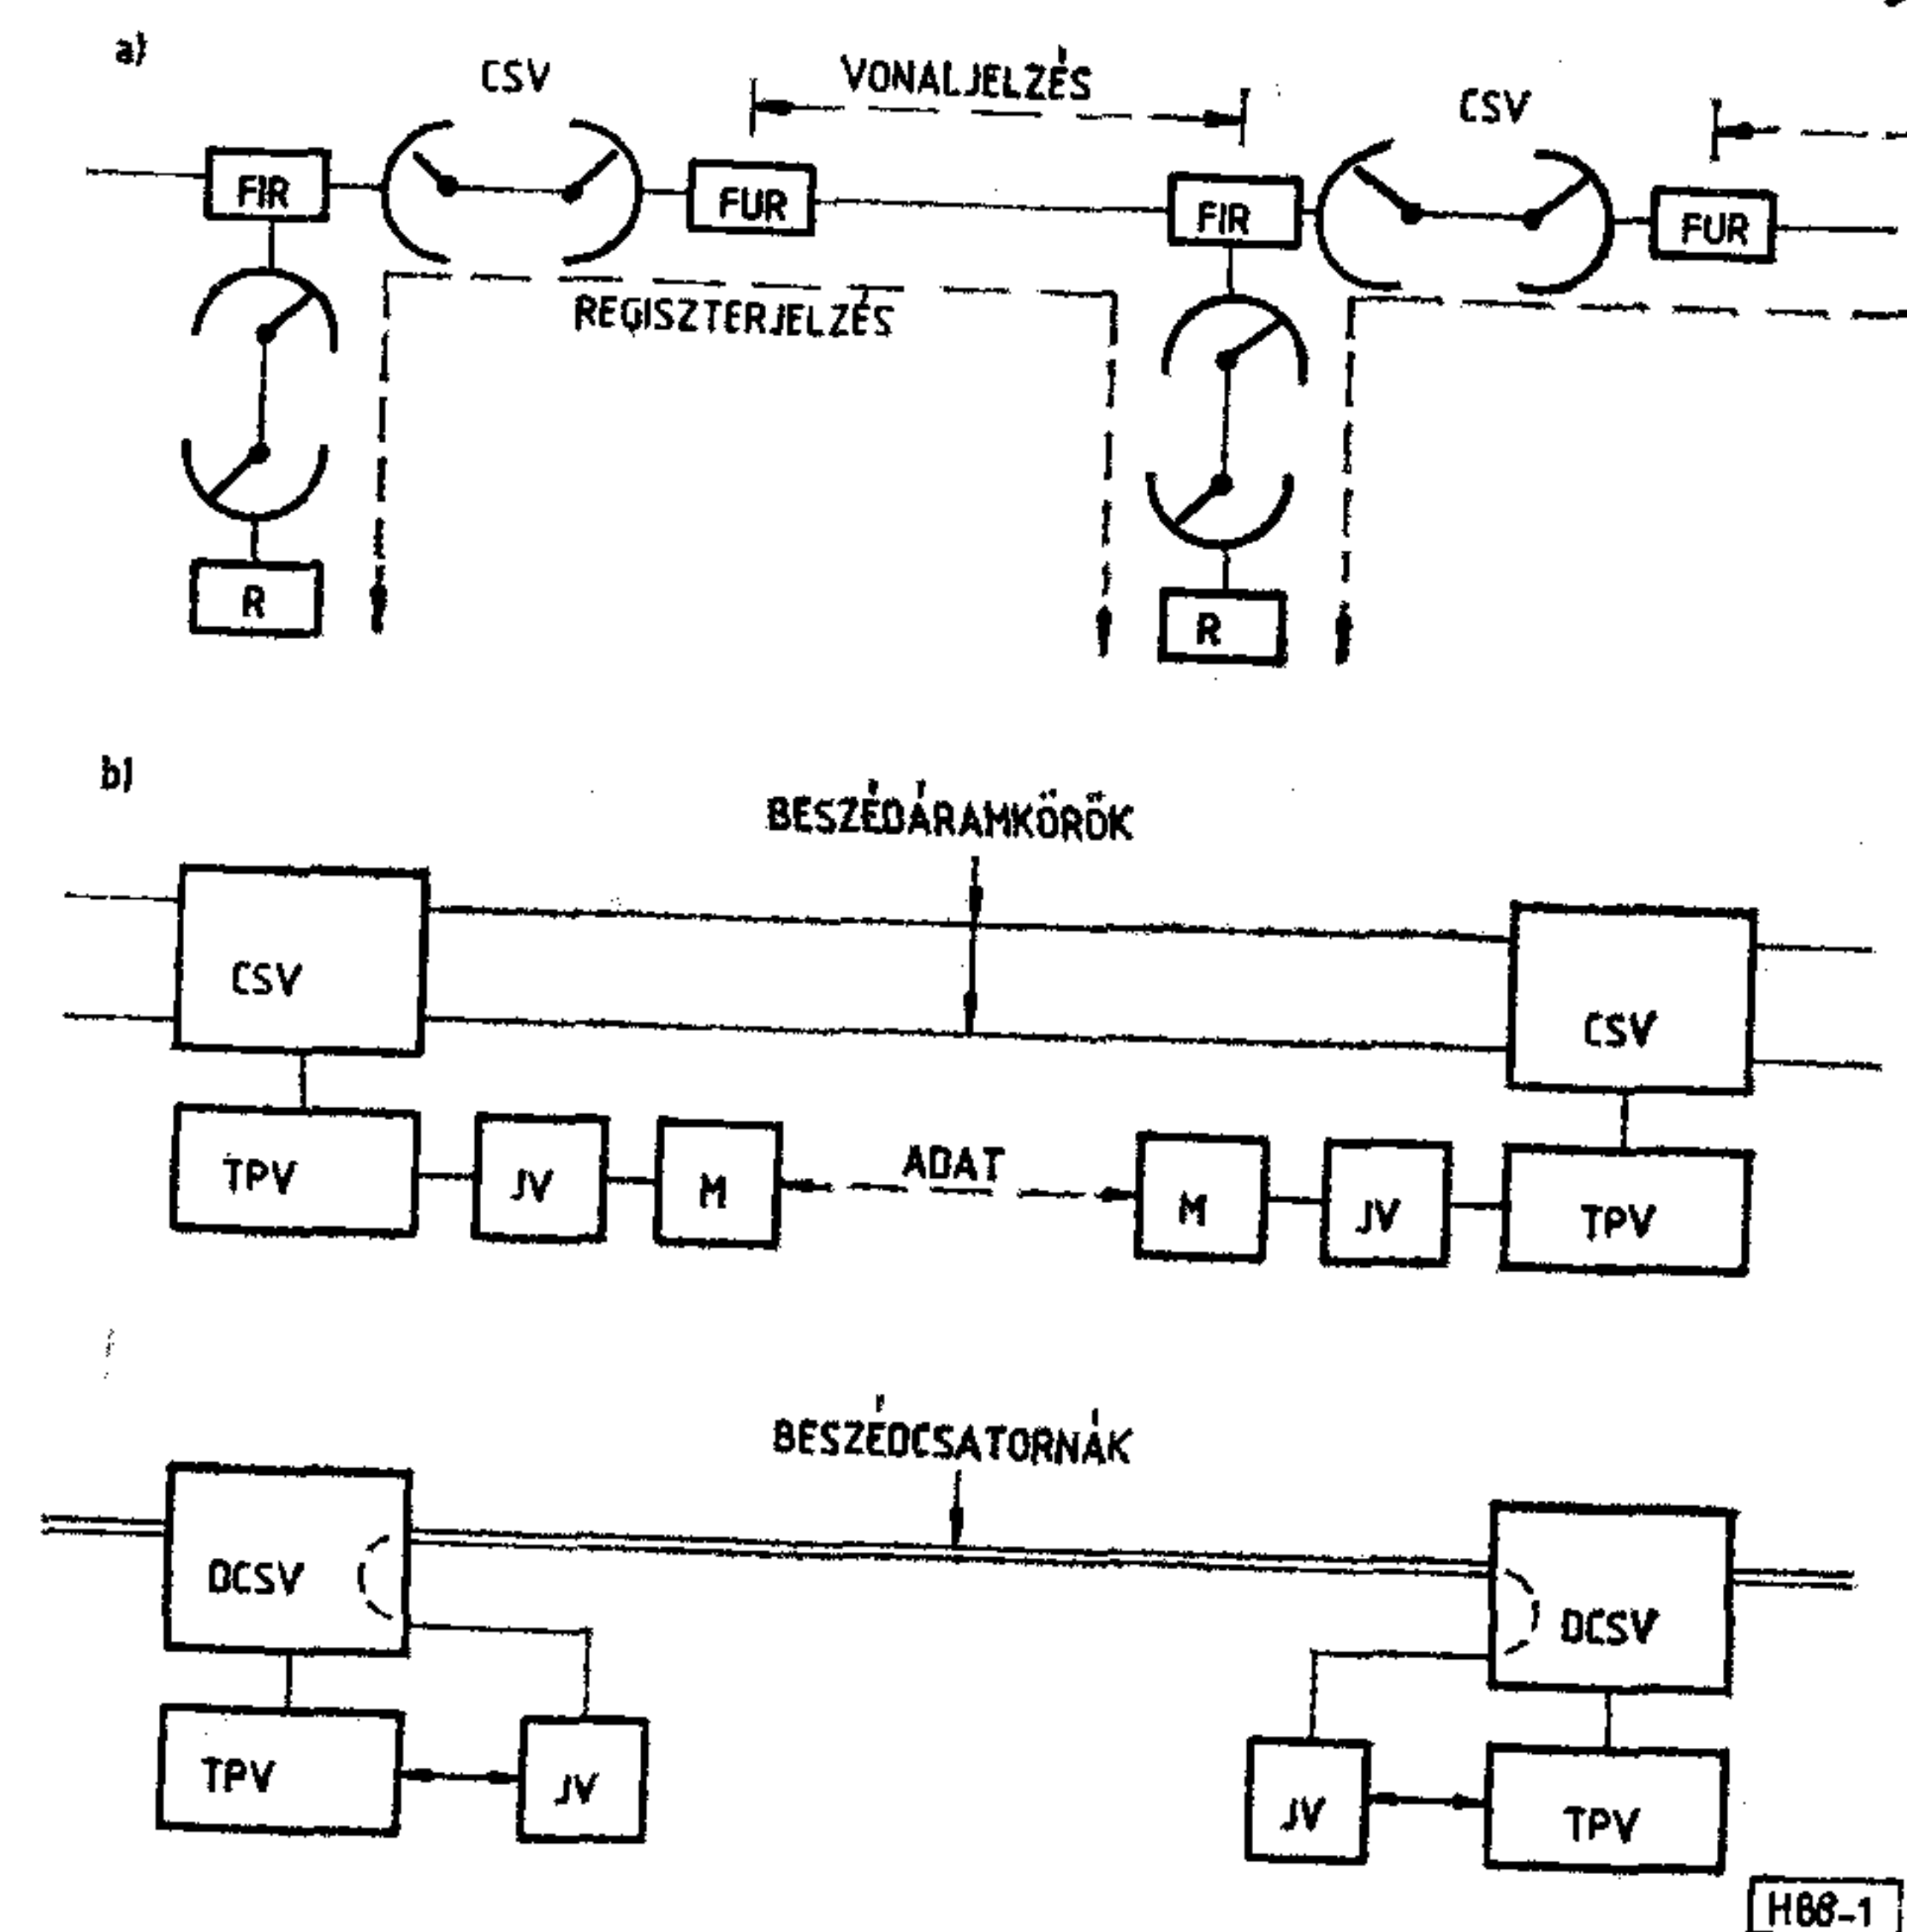 a)
CSV
VONALJELZÉS
CSV
FIR
FUR
FIR
FUR
REGISZTERJELZÉS
R
R
b)
BESZÉDÁRAMKÖRÖK
CSV
CSV
TPV
JV
M
ADAT
M
JV
TPV
BESZÉDCSATORNÁK
DCSV
DCSV
TPV
JV
JV
TPV
H88-1